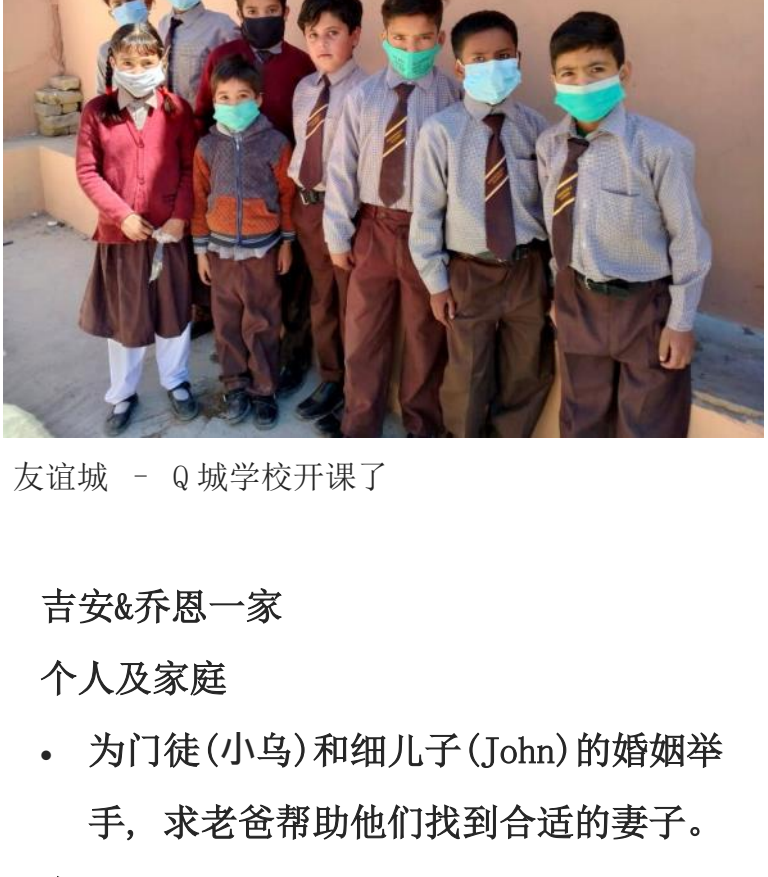 友谊城 – Q城学校开课了
吉安&乔恩一家
个人及家庭
• 为门徒(小乌)和细儿子(John)的婚姻举
手, 求老爸帮助他们找到合适的妻子。